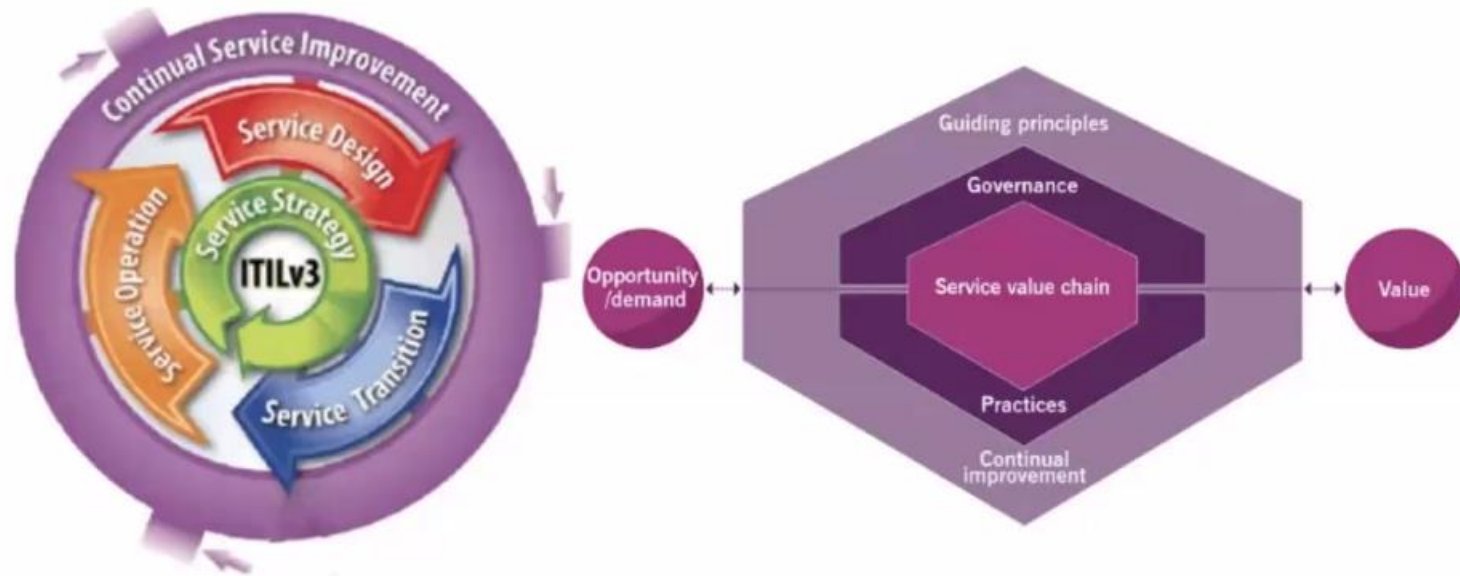 Continual Service Improvement
Service Design
Service Strategy
ITILv3
Service Operation
Service Transition
Guiding principles
Governance
Opportunity
/demand
Service value chain
Value
Practices
Continual
improvement